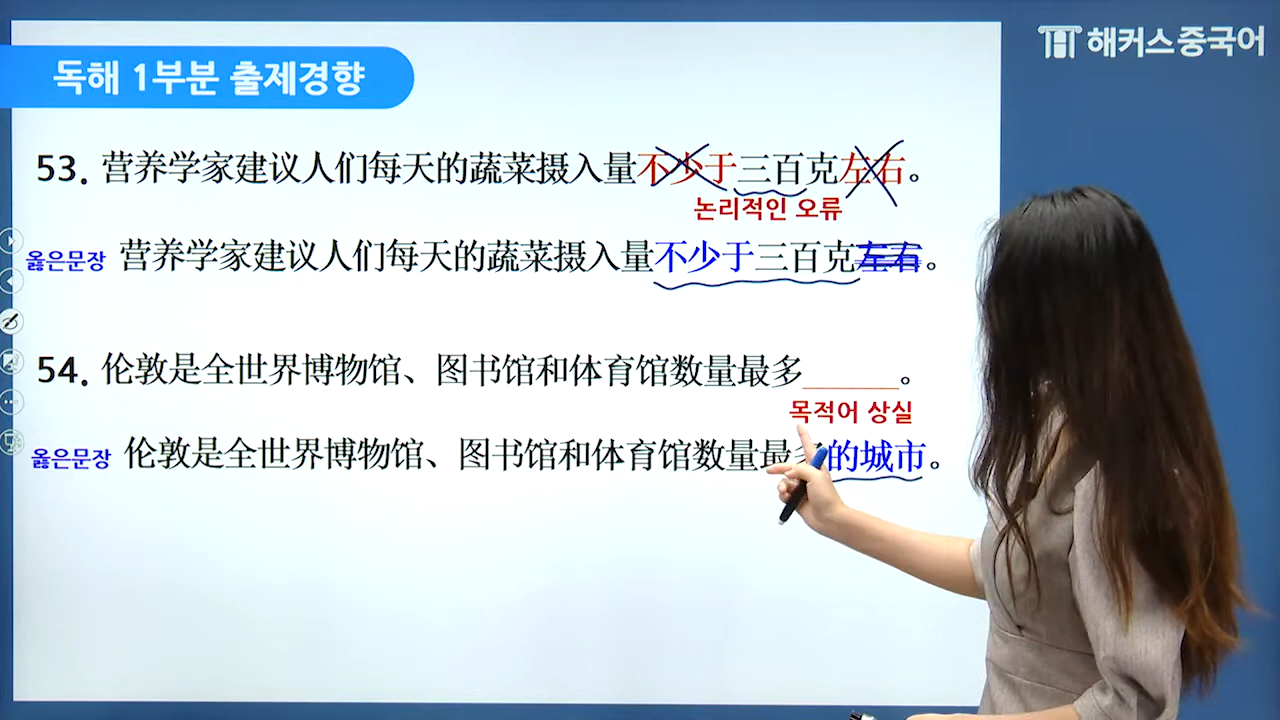 해커스중국어
독해 1부분 출제경향
53. 营养学家建议人们每天的蔬菜摄入量不少于三百克左右。
논리적인 오류
옳은문장 营养学家建议人们每天的蔬菜摄入量不少于三百克左右。
54. 伦敦是全世界博物馆、图书馆和体育馆数量最多______。
목적어 상실
옳은문장 伦敦是全世界博物馆、图书馆和体育馆数量最多的城市。